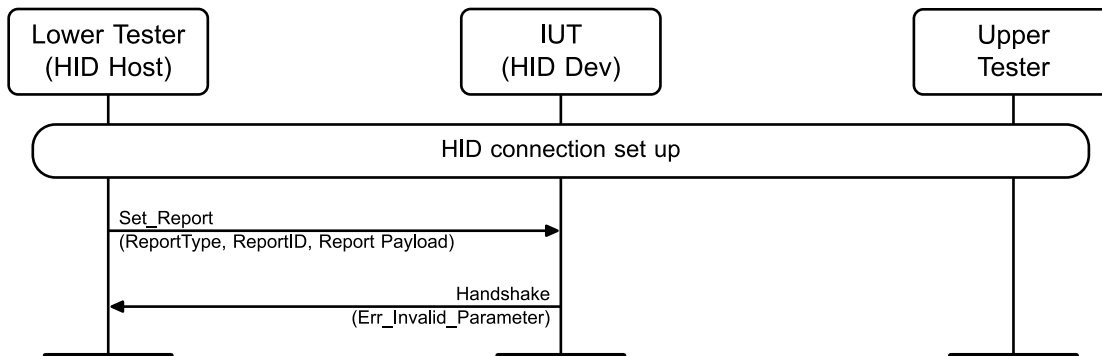 Lower Tester
(HID Host)
IUT
(HID Dev)
Upper
Tester
HID connection set up
Set_Report
(ReportType, ReportID, Report Payload)
Handshake
(Err_Invalid_Parameter)